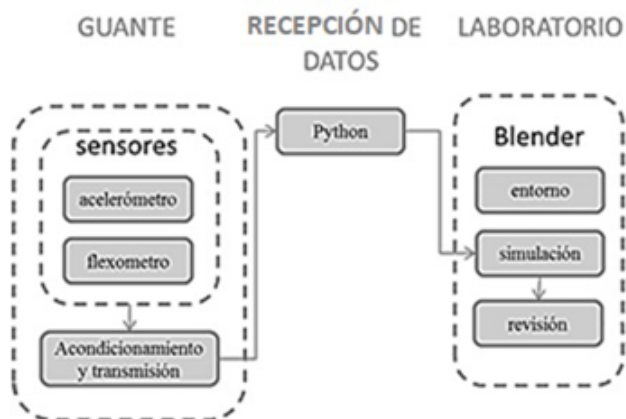 GUANTE
RECEPCIÓN DE
DATOS
LABORATORIO
sensores
acelerómetro
flexometro
Acondicionamiento
y transmisión
Python
Blender
entorno
simulación
revisión